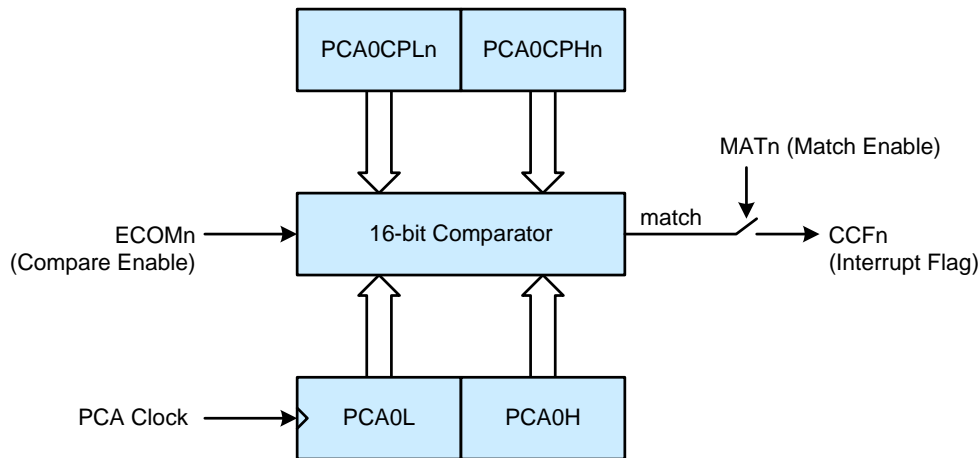 PCA0CPLn
PCA0CPHn
MATn (Match Enable)
ECOMn
(Compare Enable)
16-bit Comparator
match
CCFn
(Interrupt Flag)
PCA Clock
PCA0L
PCA0H